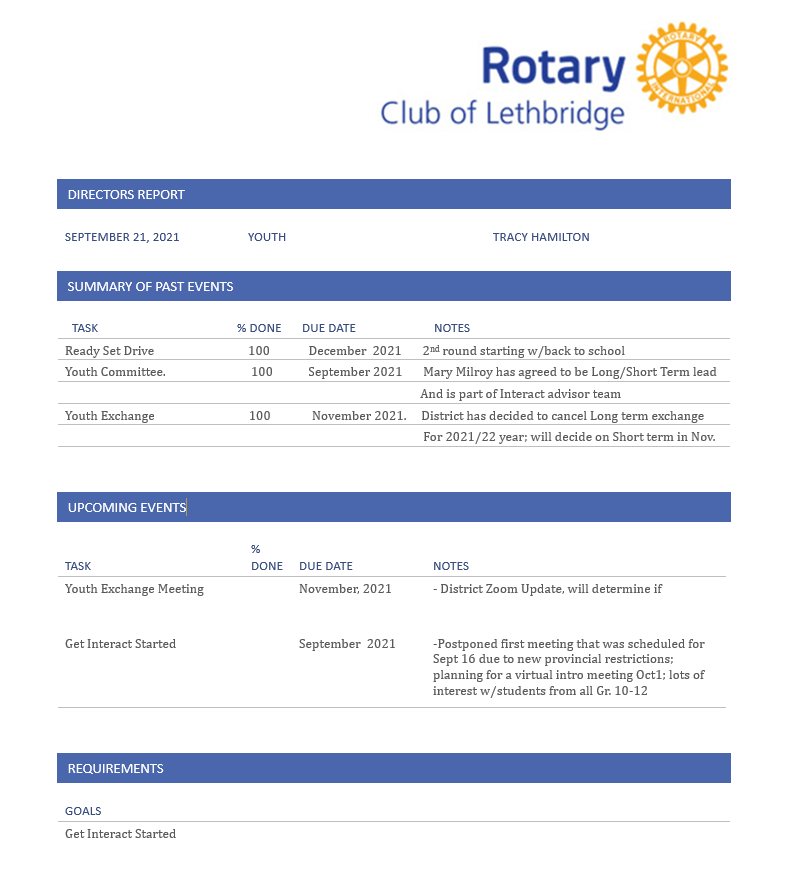 Rotary
Club of Lethbridge
ROTARY
INTERNATIONAL
DIRECTORS REPORT
SEPTEMBER 21, 2021 YOUTH TRACY HAMILTON
SUMMARY OF PAST EVENTS
TASK % DONE DUE DATE NOTES
Ready Set Drive 100 December 2021 2nd round starting w/back to school
Youth Committee. 100 September 2021 Mary Milroy has agreed to be Long/Short Term lead
And is part of Interact advisor team
Youth Exchange 100 November 2021. District has decided to cancel Long term exchange
For 2021/22 year; will decide on Short term in Nov.
UPCOMING EVENTS
%
TASK DONE DUE DATE NOTES
Youth Exchange Meeting November, 2021 - District Zoom Update, will determine if
Get Interact Started September 2021 -Postponed first meeting that was scheduled for
Sept 16 due to new provincial restrictions;
planning for a virtual intro meeting Oct1; lots of
interest w/students from all Gr. 10-12
REQUIREMENTS
GOALS
Get Interact Started